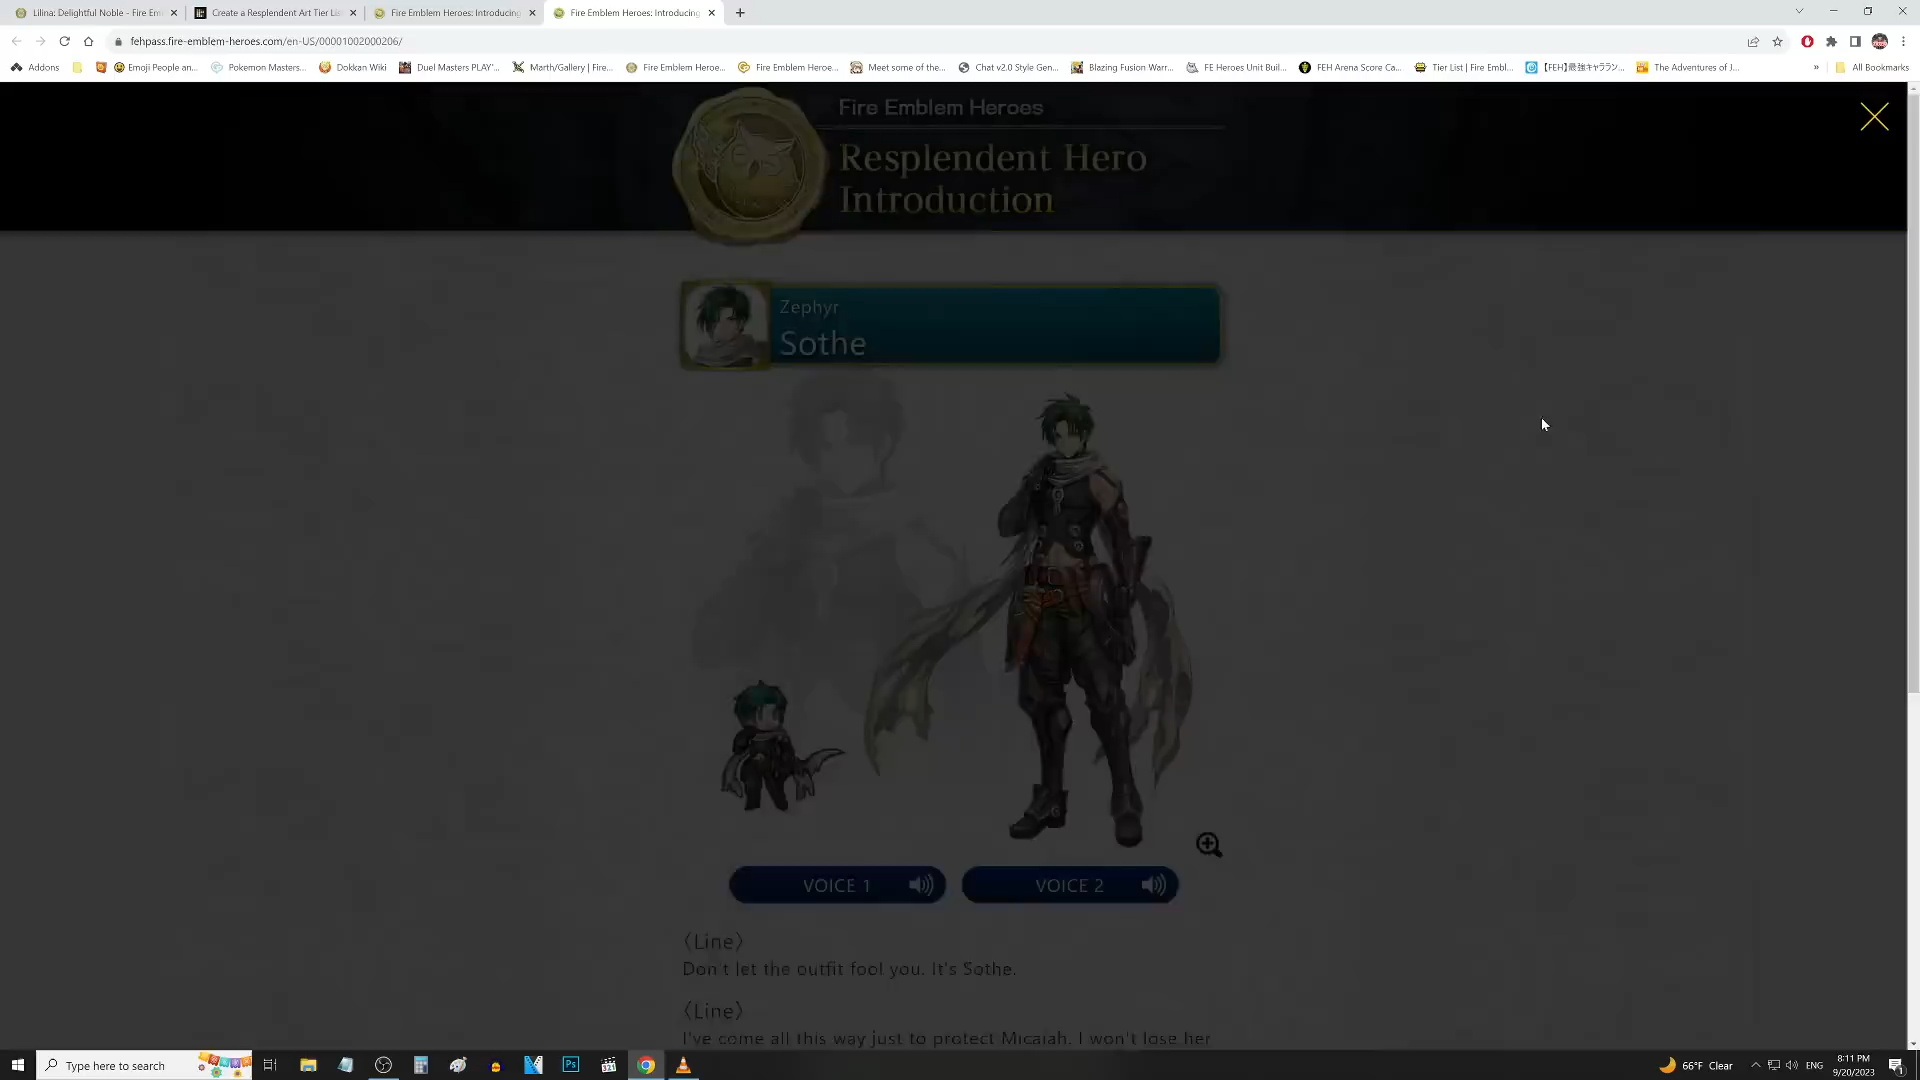 Lilina: Delightful Noble - Fire Em
Create a Resplendent Art Tier Li
Fire Emblem Heroes: Introducing
Fire Emblem Heroes: Introducing
fehpass.fire-emblem-heroes.com/en-US/00001002000206/
Addons
Emoji People an...
Pokemon Masters...
Dokkan Wiki
Duel Masters PLAY'...
Marth/Gallery | Fire...
Fire Emblem Heroe...
Fire Emblem Heroe...
Meet some of the...
Chat v2.0 Style Gen...
Blazing Fusion Warr...
FE Heroes Unit Buil...
FEH Arena Score Ca...
Tier List | Fire Embl...
【FEH】最強キャララン...
The Adventures of J...
»
All Bookmarks
Fire Emblem Heroes
Resplendent Hero
Introduction
Zephyr
Sothe
VOICE 1
VOICE 2
〈Line〉
Don't let the outfit fool you. It's Sothe.
〈Line〉
I've come all this way just to protect Micaiah. I won't lose her
Type here to search
Ps
321
66°F Clear
ENG
8:11 PM
9/20/2023
1